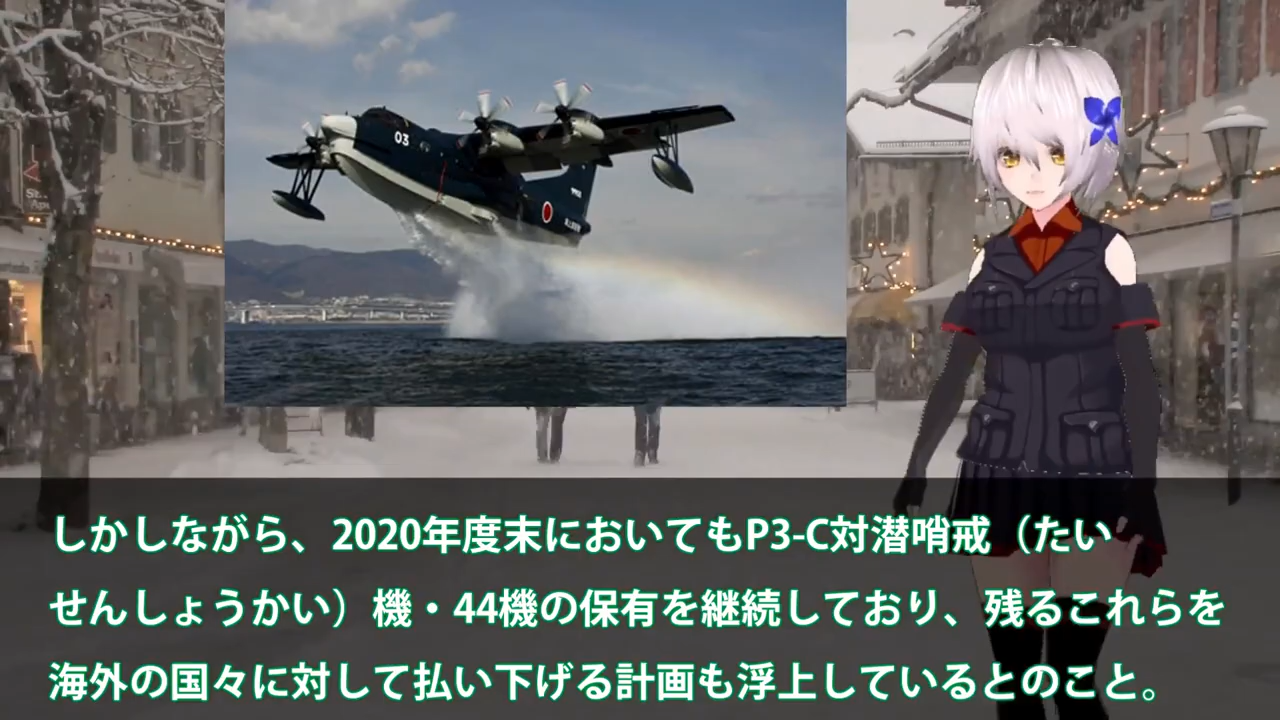 03
しかしながら、2020年度末においてもP3-C対潜哨戒（たい
せんしょうかい）機・44機の保有を継続しており、残るこれらを
海外の国々に対して払い下げる計画も浮上しているとのこと。